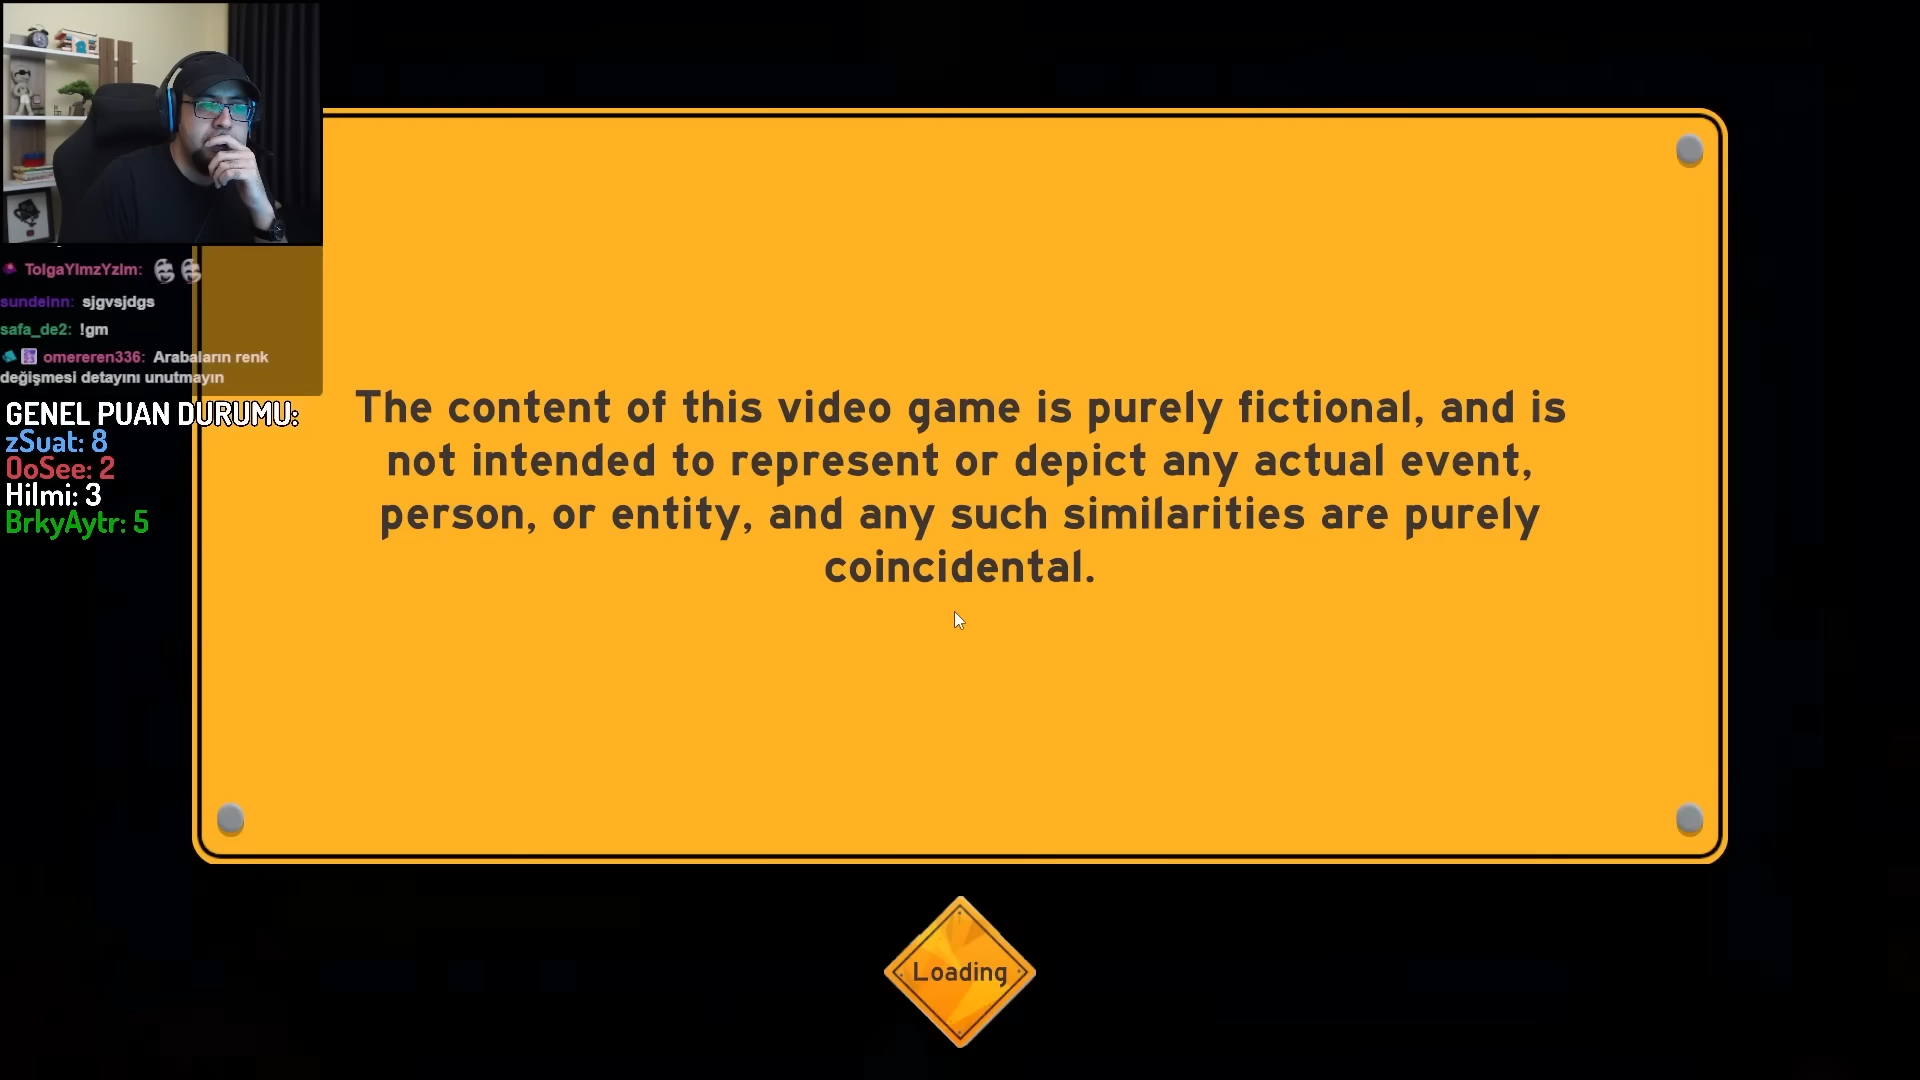 TolgaYlmzYzlm:
sundeinn: sjgvsjdgs
safa_de2: !gm
omereren336: Arabaların renk
değişmesi detayını unutmayın
GENEL PUAN DURUMU:
zSuat: 8
OoSee: 2
Hilmi: 3
BrkyAytr: 5
The content of this video game is purely fictional, and is
not intended to represent or depict any actual event,
person, or entity, and any such similarities are purely
coincidental.
Loading